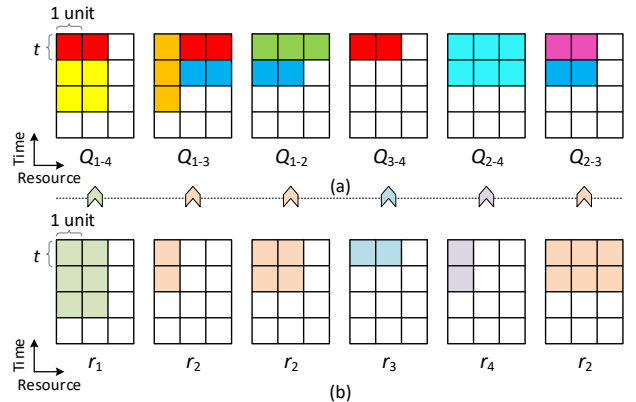 1 unit
t
Time
Resource
Q1-4 Q1-3 Q1-2 Q3-4 Q2-4 Q2-3
(a)
1 unit
t
Time
Resource
r1 r2 r2 r3 r4 r2
(b)